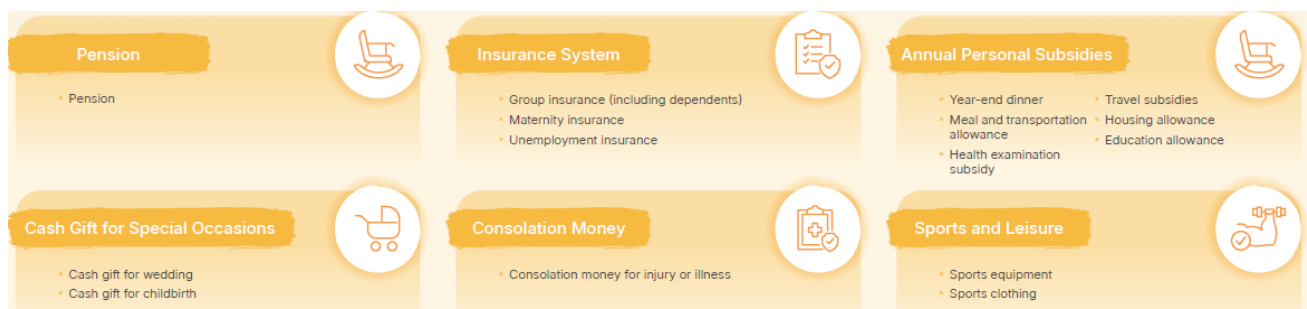 Pension
• Pension
Insurance System
• Group insurance (including dependents)
• Maternity insurance
• Unemployment insurance
Annual Personal Subsidies
• Year-end dinner
• Meal and transportation
allowance
• Health examination
subsidy
• Travel subsidies
• Housing allowance
• Education allowance
Cash Gift for Special Occasions
• Cash gift for wedding
• Cash gift for childbirth
Consolation Money
• Consolation money for injury or illness
Sports and Leisure
• Sports equipment
• Sports clothing